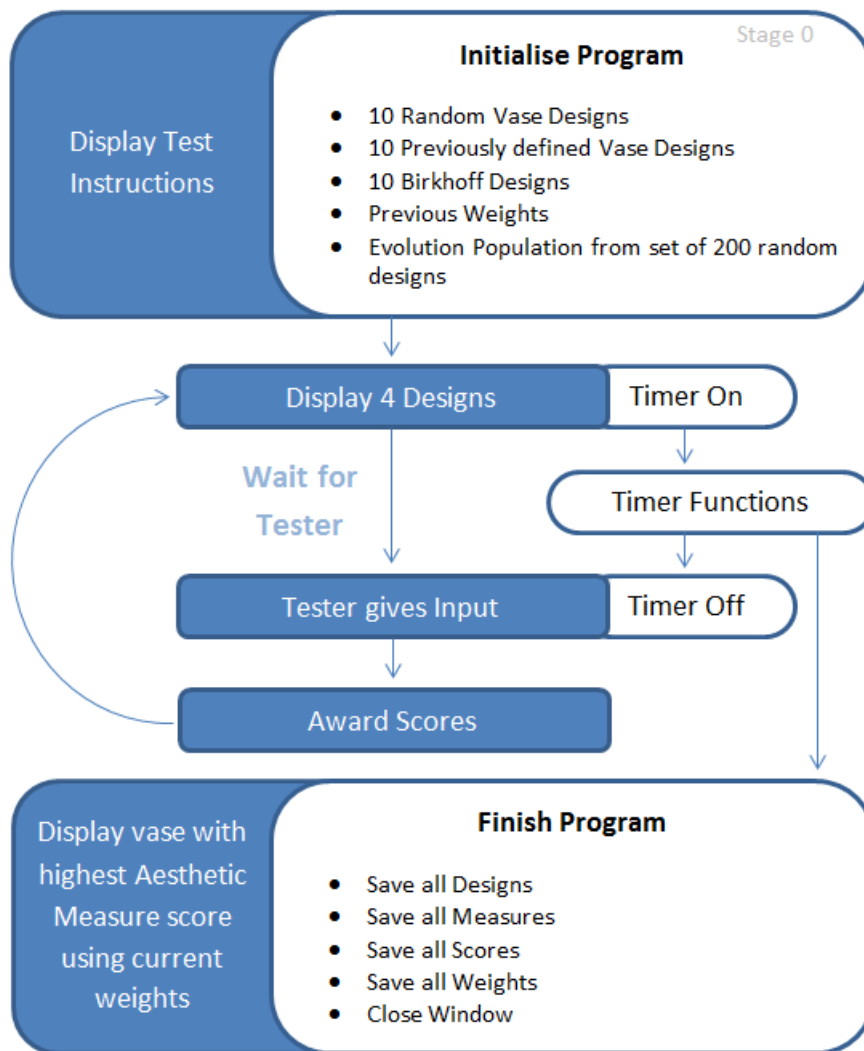 Stage 0
Display Test
Instructions
Initialise Program
• 10 Random Vase Designs
• 10 Previously defined Vase Designs
• 10 Birkhoff Designs
• Previous Weights
• Evolution Population from set of 200 random
designs
Display 4 Designs
Timer On
Wait for
Tester
Timer Functions
Tester gives Input
Timer Off
Award Scores
Display vase with
highest Aesthetic
Measure score
using current
weights
Finish Program
• Save all Designs
• Save all Measures
• Save all Scores
• Save all Weights
• Close Window